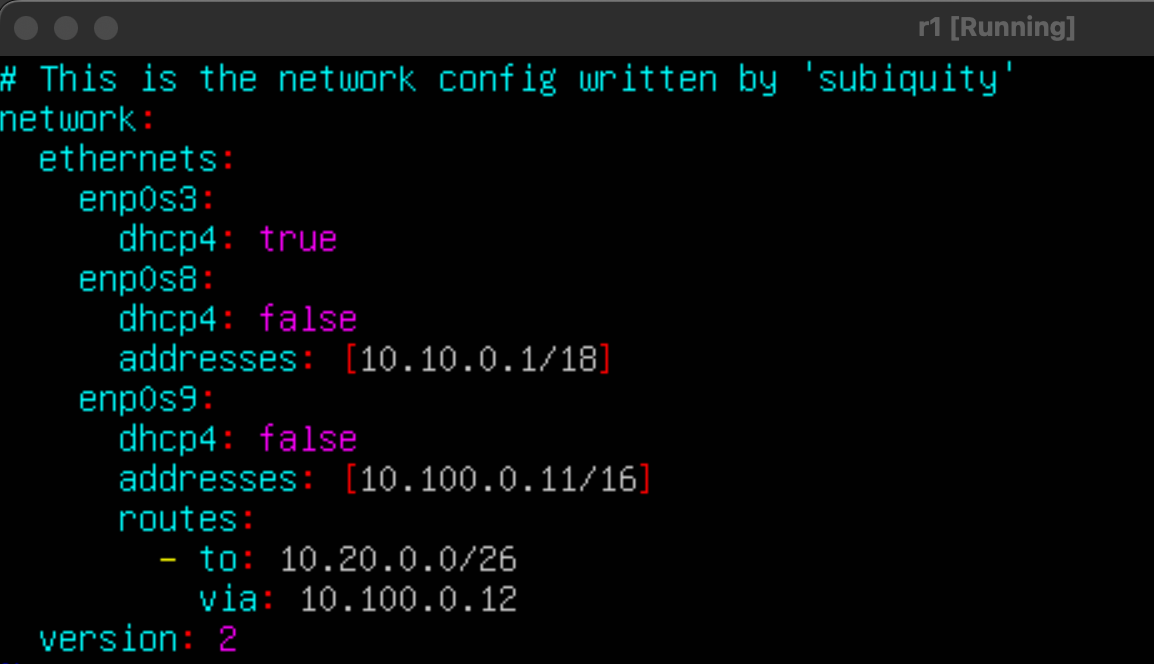 r1 [Running]
# This is the network config written by 'subiquity'
network:
  ethernets:
    enp0s3:
      dhcp4: true
    enp0s8:
      dhcp4: false
      addresses: [10.10.0.1/18]
    enp0s9:
      dhcp4: false
      addresses: [10.100.0.11/16]
      routes:
        - to: 10.20.0.0/26
          via: 10.100.0.12
  version: 2